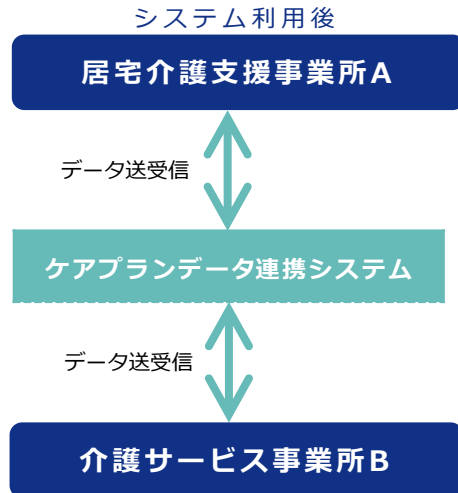 システム利用後
居宅介護支援事業所A
データ送受信
ケアプランデータ連携システム
データ送受信
介護サービス事業所B